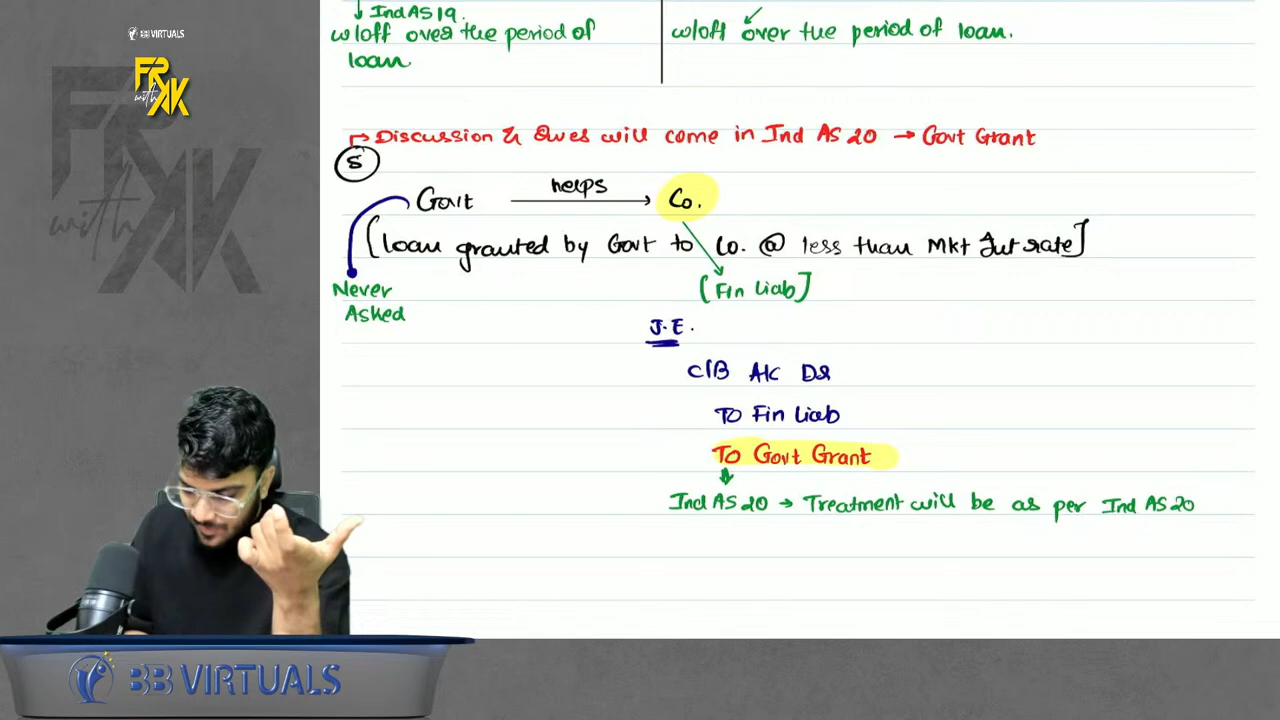 BB VIRTUALS
FR
with
AK
↓ Ind AS 19.
w/off over the period of
loan
w/off over the period of loan.
→ Discussion & Ques will come in Ind AS 20 → Govt Grant
5
Govt helps Co.
[loan granted by Govt to Co. @ less than Mkt Int rate]
Never
Asked
[Fin Liab]
J.E.
C/B A/c Dr
To Fin Liab
To Govt Grant
Ind AS 20 → Treatment will be as per Ind AS 20
BB VIRTUALS